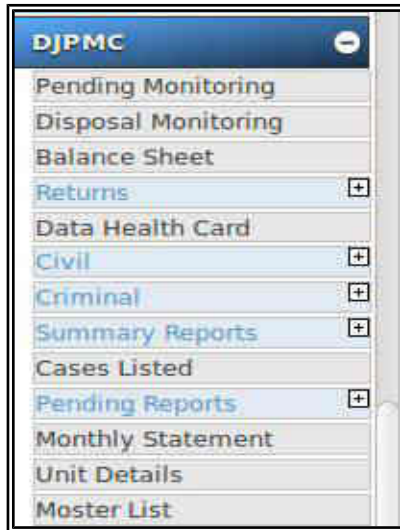 DJPMC
Pending Monitoring
Disposal Monitoring
Balance Sheet
Returns
Data Health Card
Civil
Criminal
Summary Reports
Cases Listed
Pending Reports
Monthly Statement
Unit Details
Moster List